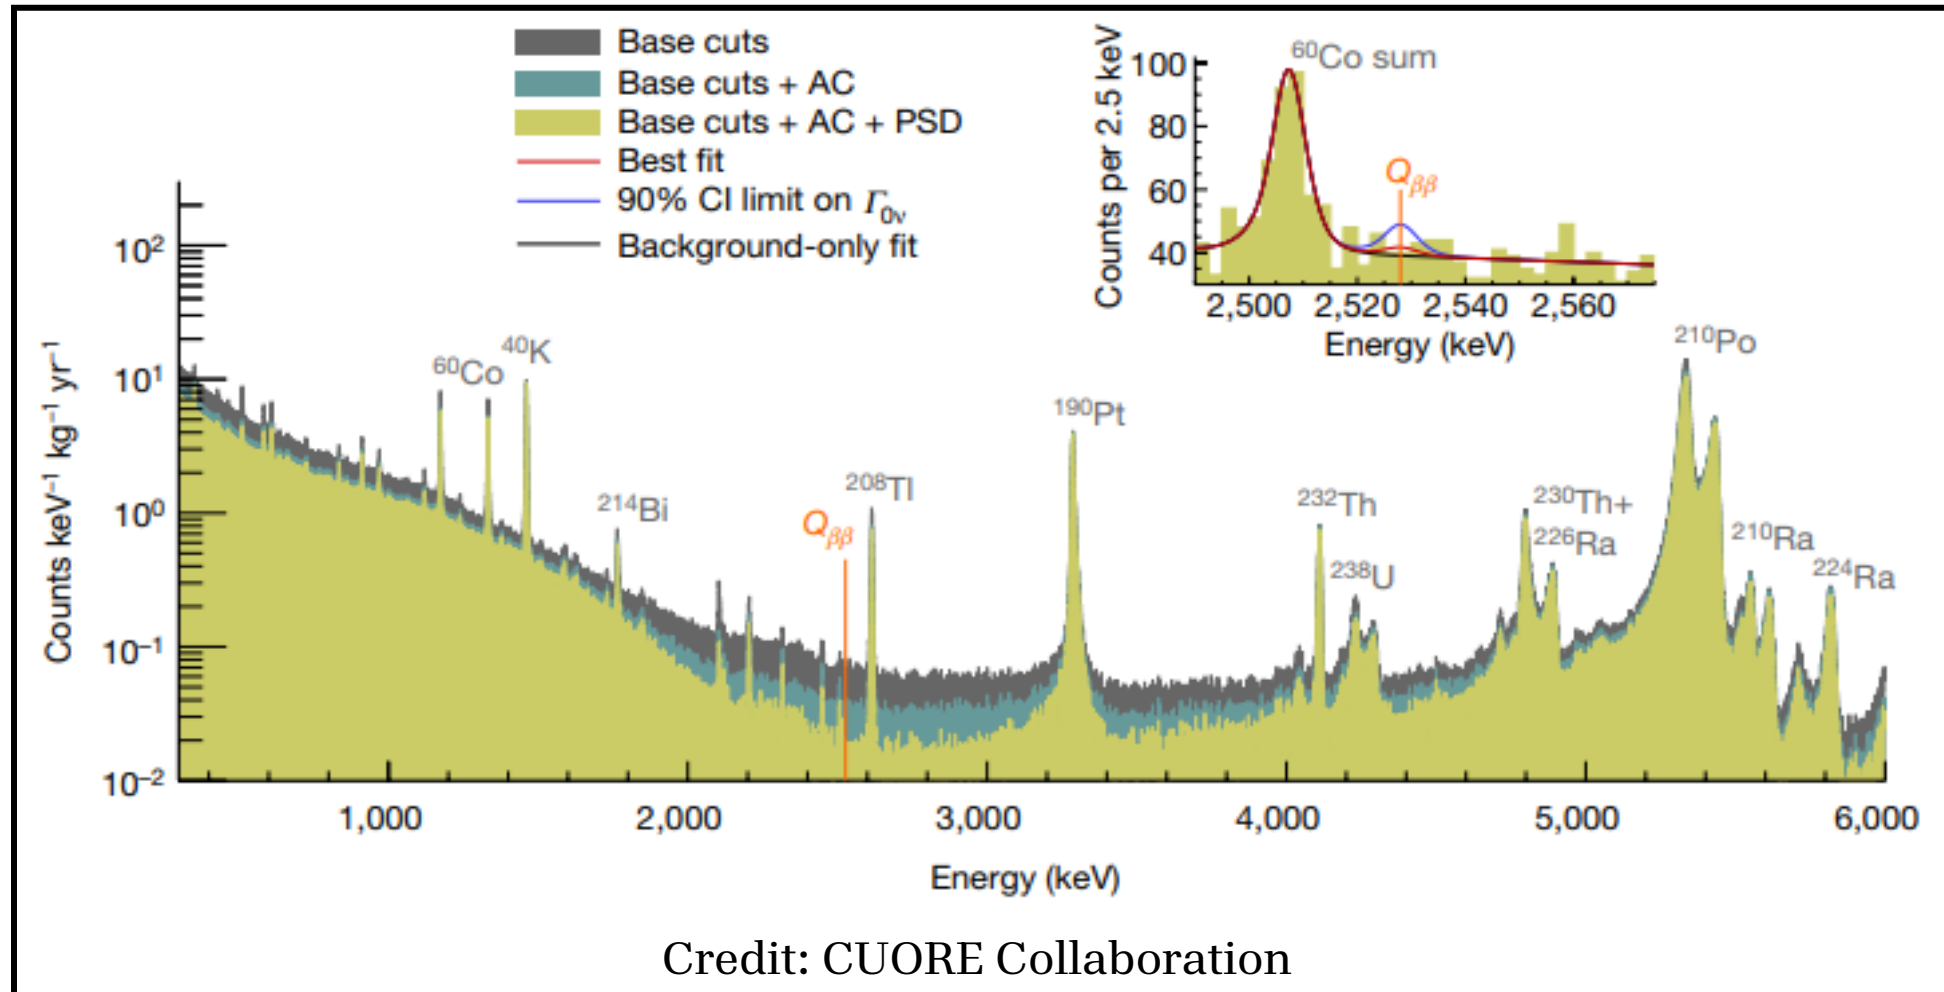 Base cuts
Base cuts + AC
Base cuts + AC + PSD
Best fit
90% CI limit on Γ0ν
Background-only fit
Counts per 2.5 keV
100
80
60
40
⁶⁰Co sum
Qββ
2,500 2,520 2,540 2,560
Energy (keV)
Counts keV⁻¹ kg⁻¹ yr⁻¹
10²
10¹
10⁰
10⁻¹
10⁻²
⁶⁰Co
⁴⁰K
²¹⁴Bi
Qββ
²⁰⁸Tl
¹⁹⁰Pt
²³²Th
²³⁸U
²³⁰Th+
²²⁶Ra
²¹⁰Po
²¹⁰Ra
²²⁴Ra
1,000 2,000 3,000 4,000 5,000 6,000
Energy (keV)
Credit: CUORE Collaboration